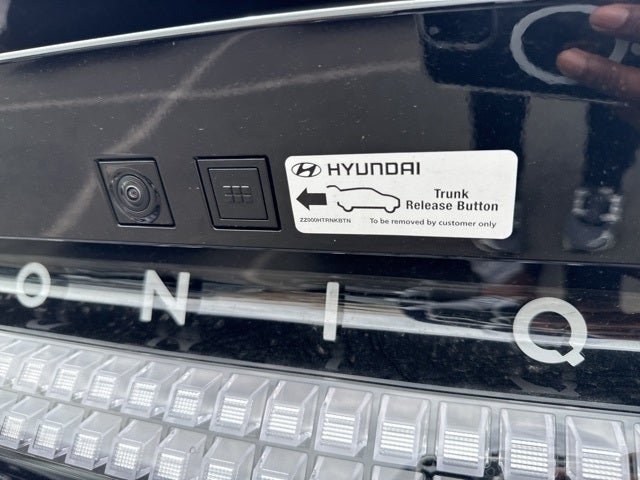 HYUNDAI
Trunk
Release Button
ZZ000HTRNKBTN
To be removed by customer only
O N I Q